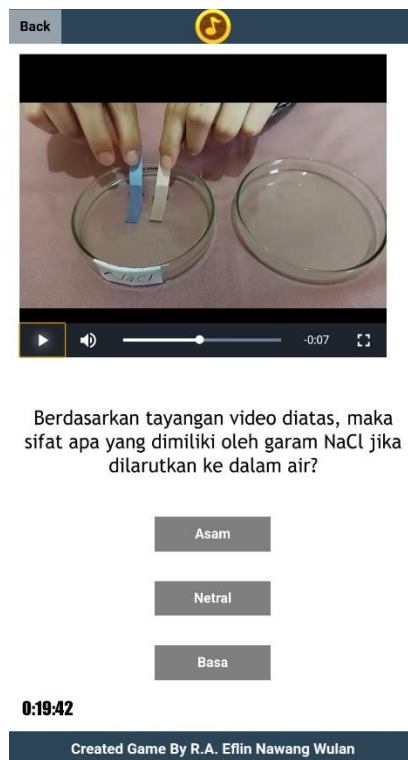 Back
NaCl
-0:07
Berdasarkan tayangan video diatas, maka
sifat apa yang dimiliki oleh garam NaCl jika
dilarutkan ke dalam air?
Asam
Netral
Basa
0:19:42
Created Game By R.A. Eflin Nawang Wulan